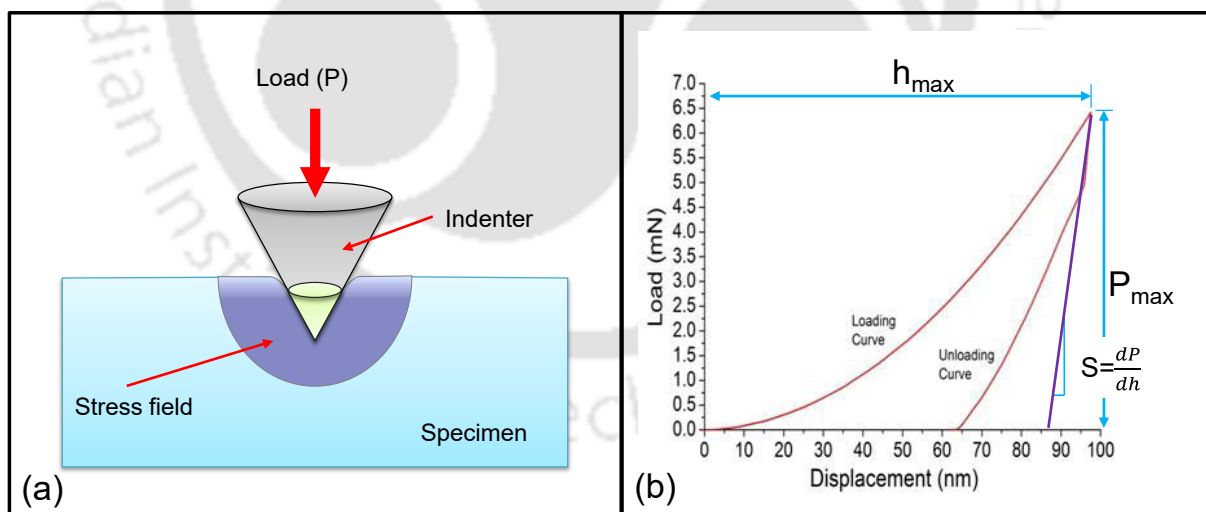 dian Inst
ed
Load (P)
Indenter
Stress field
Specimen
(a)
h_max
7.0
6.5
6.0
5.5
5.0
4.5
4.0
3.5
3.0
2.5
2.0
1.5
1.0
0.5
0.0
Load (mN)
Loading
Curve
Unloading
Curve
P_max
S=dP/dh
0 10 20 30 40 50 60 70 80 90 100
Displacement (nm)
(b)